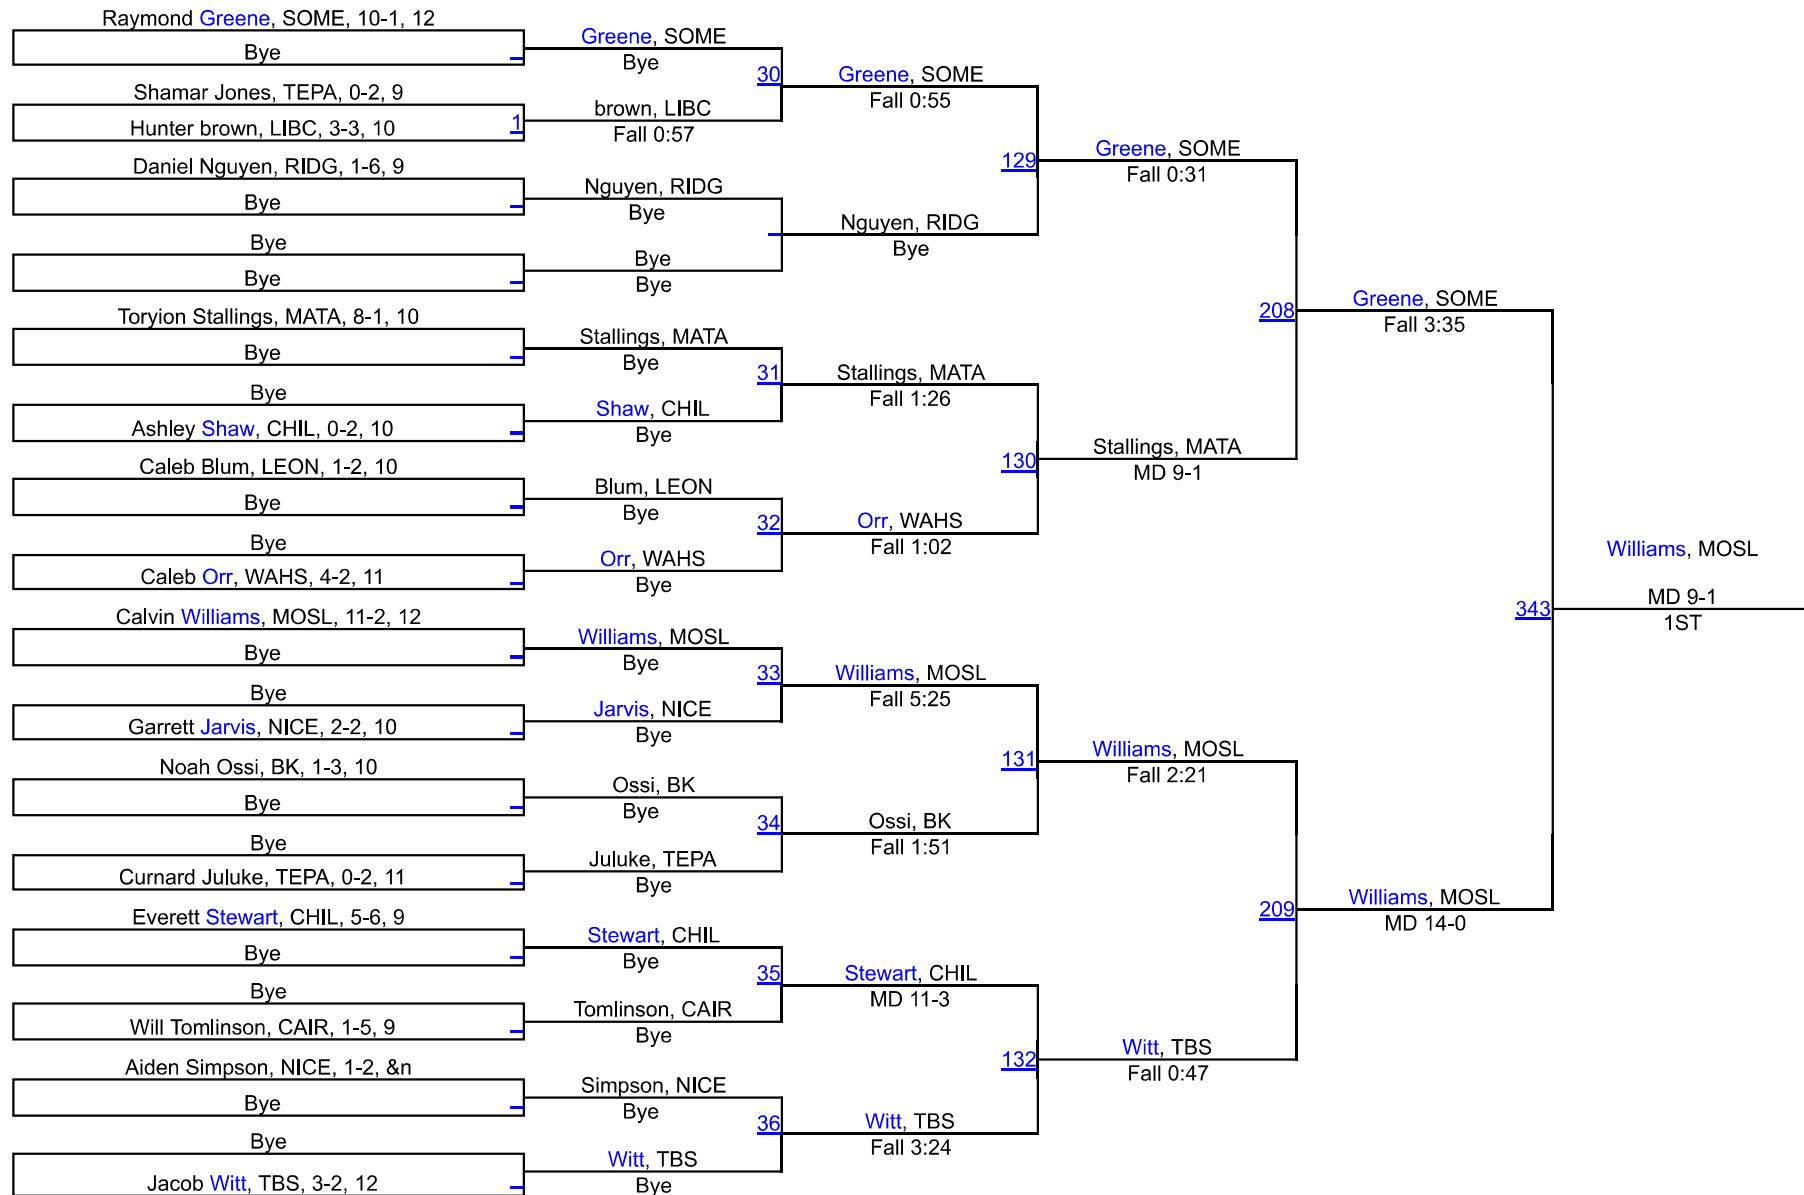 Raymond Greene, SOME, 10-1, 12
Bye
Shamar Jones, TEPA, 0-2, 9
Hunter brown, LIBC, 3-3, 10
1
Daniel Nguyen, RIDG, 1-6, 9
Bye
Bye
Bye
Toryion Stallings, MATA, 8-1, 10
Bye
Bye
Ashley Shaw, CHIL, 0-2, 10
Caleb Blum, LEON, 1-2, 10
Bye
Bye
Caleb Orr, WAHS, 4-2, 11
Calvin Williams, MOSL, 11-2, 12
Bye
Bye
Garrett Jarvis, NICE, 2-2, 10
Noah Ossi, BK, 1-3, 10
Bye
Bye
Curnard Juluke, TEPA, 0-2, 11
Everett Stewart, CHIL, 5-6, 9
Bye
Bye
Will Tomlinson, CAIR, 1-5, 9
Aiden Simpson, NICE, 1-2, &n
Bye
Bye
Jacob Witt, TBS, 3-2, 12
Greene, SOME
Bye
30
brown, LIBC
Fall 0:57
Nguyen, RIDG
Bye
Bye
Bye
Stallings, MATA
Bye
31
Shaw, CHIL
Bye
Blum, LEON
Bye
32
Orr, WAHS
Bye
Williams, MOSL
Bye
33
Jarvis, NICE
Bye
Ossi, BK
Bye
34
Juluke, TEPA
Bye
Stewart, CHIL
Bye
35
Tomlinson, CAIR
Bye
Simpson, NICE
Bye
36
Witt, TBS
Bye
Greene, SOME
Fall 0:55
129
Nguyen, RIDG
Bye
Stallings, MATA
Fall 1:26
130
Orr, WAHS
Fall 1:02
Williams, MOSL
Fall 5:25
131
Ossi, BK
Fall 1:51
Stewart, CHIL
MD 11-3
132
Witt, TBS
Fall 3:24
Greene, SOME
Fall 0:31
208
Stallings, MATA
MD 9-1
Williams, MOSL
Fall 2:21
209
Witt, TBS
Fall 0:47
Greene, SOME
Fall 3:35
343
Williams, MOSL
MD 14-0
Williams, MOSL
MD 9-1
1ST